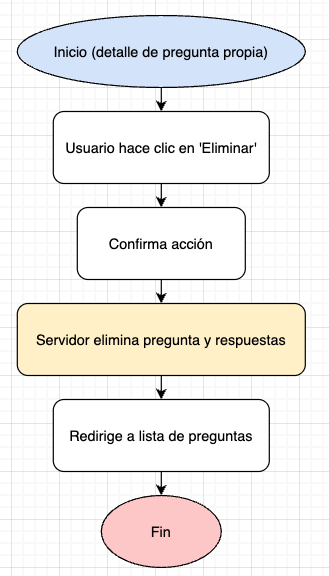 Inicio (detalle de pregunta propia)
Usuario hace clic en 'Eliminar'
Confirma acción
Servidor elimina pregunta y respuestas
Redirige a lista de preguntas
Fin